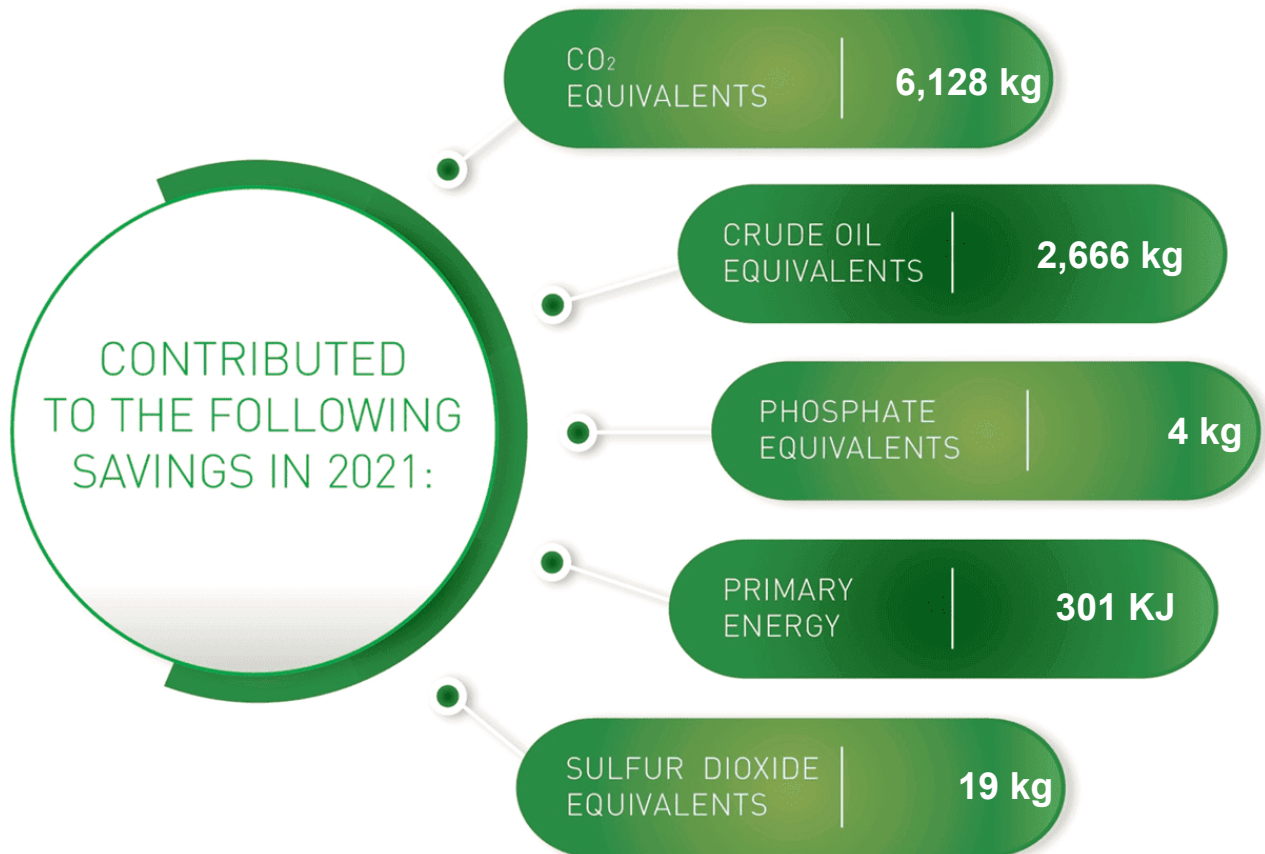 CONTRIBUTED
TO THE FOLLOWING
SAVINGS IN 2021:
CO₂
EQUIVALENTS
6,128 kg
CRUDE OIL
EQUIVALENTS
2,666 kg
PHOSPHATE
EQUIVALENTS
4 kg
PRIMARY
ENERGY
301 KJ
SULFUR DIOXIDE
EQUIVALENTS
19 kg